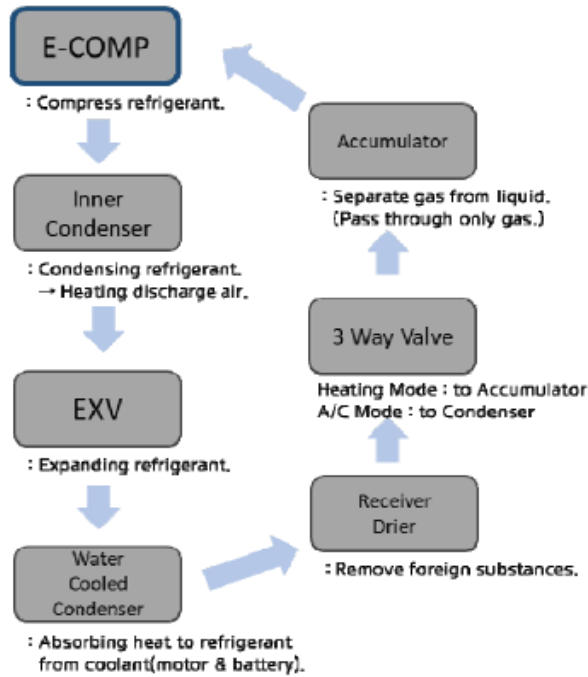 E-COMP
: Compress refrigerant.
Inner
Condenser
: Condensing refrigerant.
→ Heating discharge air.
EXV
: Expanding refrigerant.
Water
Cooled
Condenser
: Absorbing heat to refrigerant
from coolant(motor & battery).
Receiver
Drier
: Remove foreign substances.
3 Way Valve
Heating Mode : to Accumulator
A/C Mode : to Condenser
Accumulator
: Separate gas from liquid.
(Pass through only gas.)